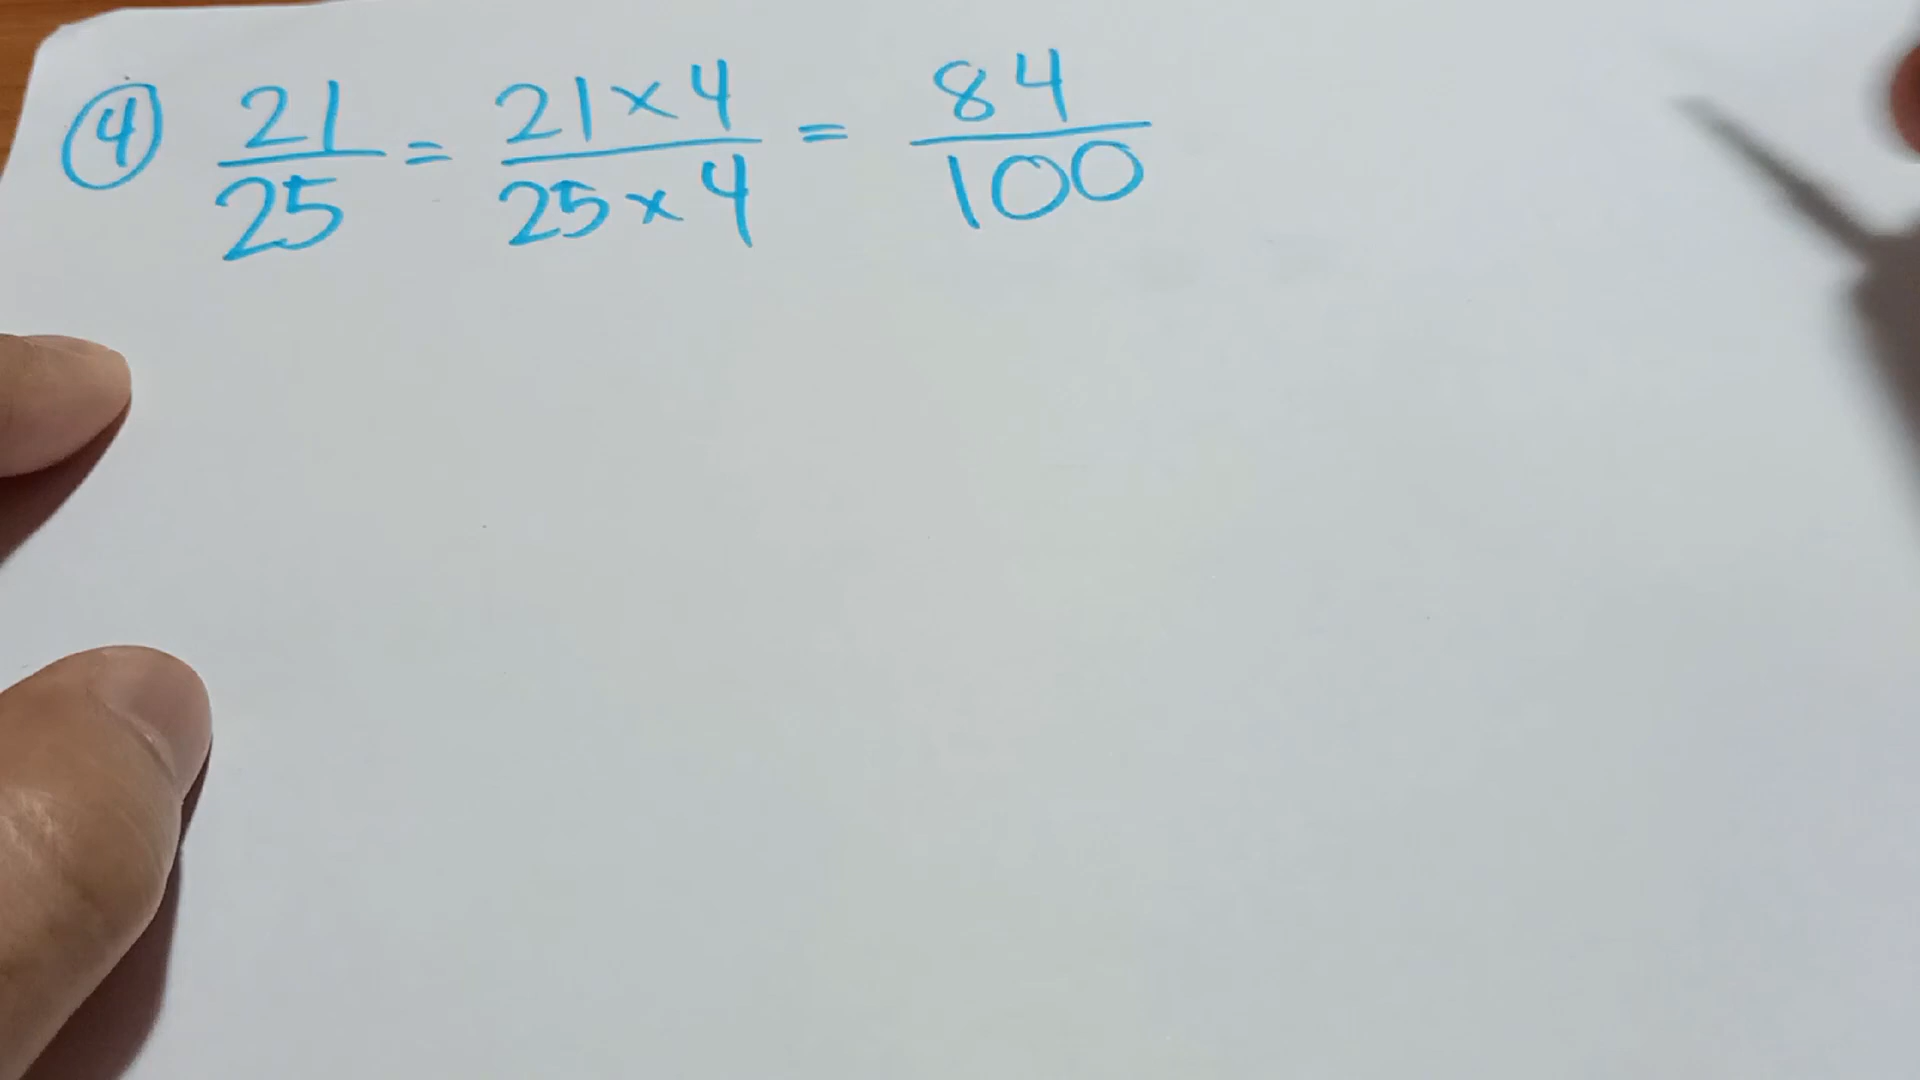 ④ 21/25 = 21×4/25×4 = 84/100